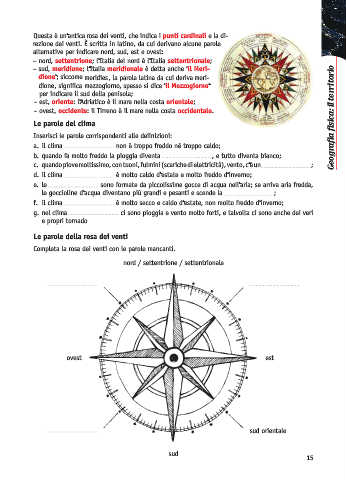 Questa è un'antica rosa dei venti, che indica i punti cardinali e la di-
rezione dei venti. È scritta in latino, da cui derivano alcune parole
alternative per indicare nord, sud, est e ovest:
– nord, settentrione; l'Italia del nord è l'Italia settentrionale;
– sud, meridione; l'Italia meridionale è detta anche "il Meri-
dione"; siccome meridies, la parola latina da cui deriva meri-
dione, significa mezzogiorno, spesso si dice "il Mezzogiorno"
per indicare il sud della penisola;
– est, oriente: l'Adriatico è il mare nella costa orientale;
– ovest, occidente: il Tirreno è il mare nella costa occidentale.
Geografia fisica: il territorio
Le parole del clima
Inserisci le parole corrispondenti alle definizioni:
a. il clima ............ non è troppo freddo né troppo caldo;
b. quando fa molto freddo la pioggia diventa ............, e tutto diventa bianco;
c. quando piove moltissimo, con tuoni, fulmini (scariche di elettricità), vento, c'è un ............;
d. il clima ............ è molto caldo d'estate e molto freddo d'inverno;
e. le ............ sono formate da piccolissime gocce di acqua nell'aria; se arriva aria fredda,
le goccioline d'acqua diventano più grandi e pesanti e scende la ............;
f. il clima ............ è molto secco e caldo d'estate, non molto freddo d'inverno;
g. nel clima ............ ci sono pioggia e vento molto forti, e talvolta ci sono anche dei veri
e propri tornado
Le parole della rosa dei venti
Completa la rosa dei venti con le parole mancanti.
nord / settentrione / settentrionale
ovest
est
sud orientale
sud
15